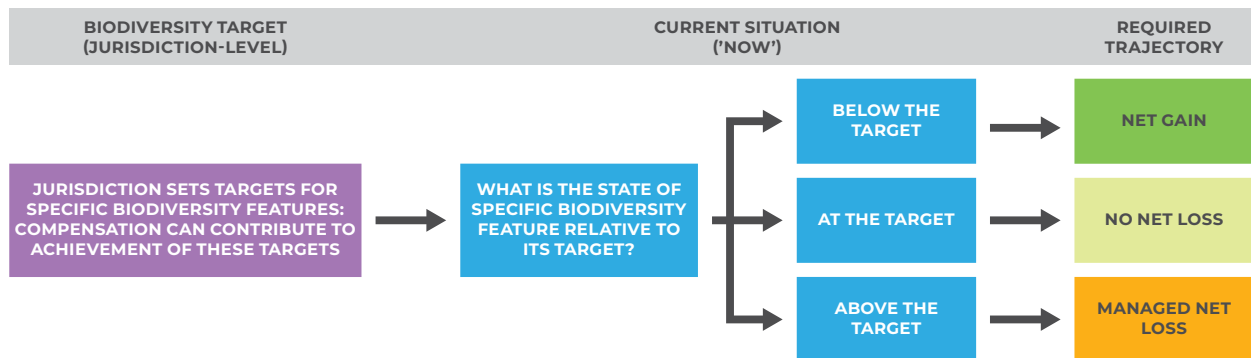 BIODIVERSITY TARGET
(JURISDICTION-LEVEL)
CURRENT SITUATION
('NOW')
REQUIRED
TRAJECTORY
JURISDICTION SETS TARGETS FOR
SPECIFIC BIODIVERSITY FEATURES:
COMPENSATION CAN CONTRIBUTE TO
ACHIEVEMENT OF THESE TARGETS
WHAT IS THE STATE OF
SPECIFIC BIODIVERSITY
FEATURE RELATIVE TO
ITS TARGET?
BELOW THE
TARGET
NET GAIN
AT THE TARGET
NO NET LOSS
ABOVE THE
TARGET
MANAGED NET
LOSS